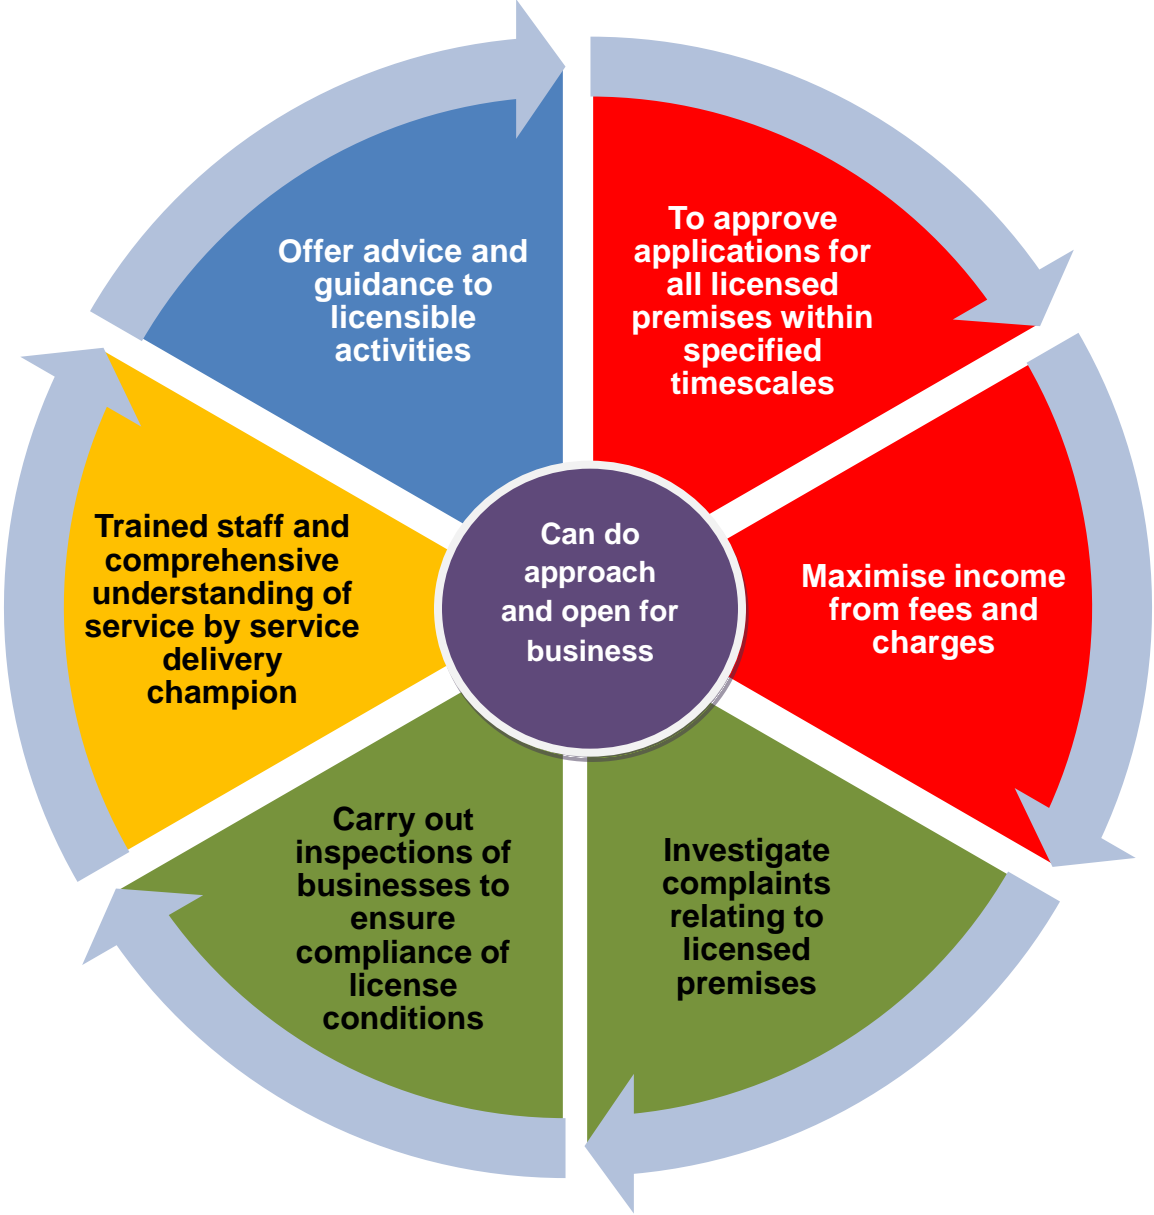 Offer advice and
guidance to
licensible
activities
To approve
applications for
all licensed
premises within
specified
timescales
Trained staff and
comprehensive
understanding of
service by service
delivery
champion
Can do
approach
and open for
business
Maximise income
from fees and
charges
Carry out
inspections of
businesses to
ensure
compliance of
license
conditions
Investigate
complaints
relating to
licensed
premises